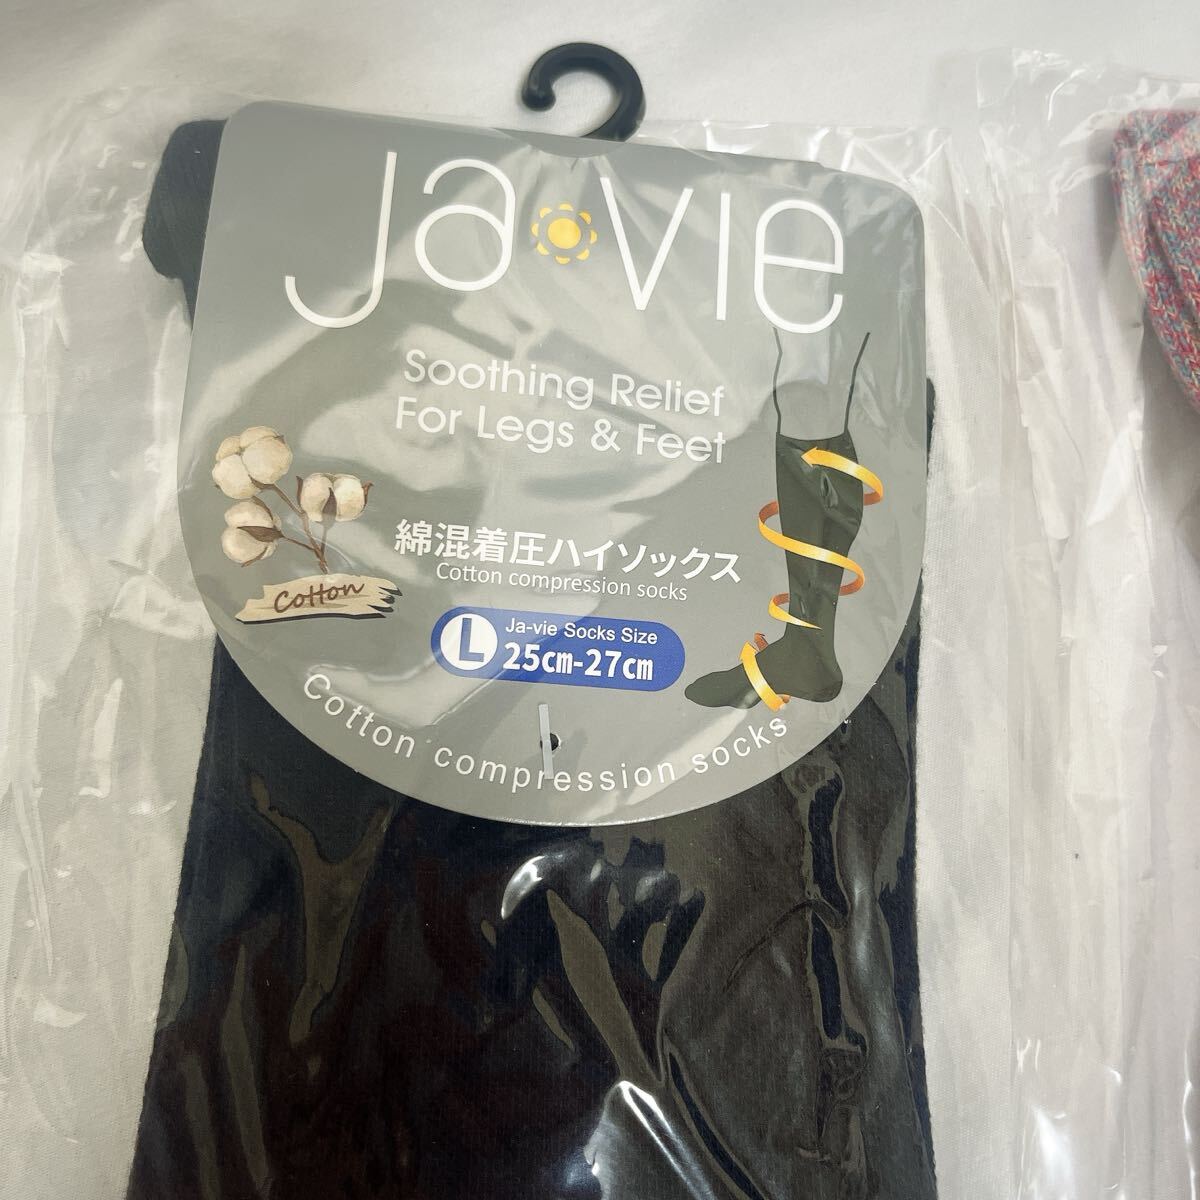 Ja vie
Soothing Relief
For Legs & Feet
綿混着圧ハイソックス
Cotton compression socks
Cotton
L
Ja-vie Socks Size
25cm-27cm
Cotton compression socks